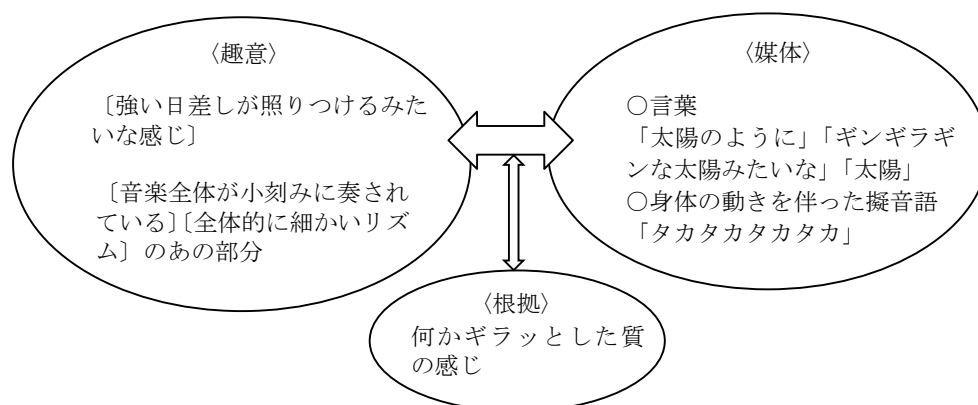 〈趣意〉
〔強い日差しが照りつけるみた
いな感じ〕
〔音楽全体が小刻みに奏され
ている〕〔全体的に細かいリズ
ム〕のあの部分
〈媒体〉
○言葉
「太陽のように」「ギンギラギ
ンな太陽みたいな」「太陽」
○身体の動きを伴った擬音語
「タカタカタカタカ」
〈根拠〉
何かギラッとした質
の感じ